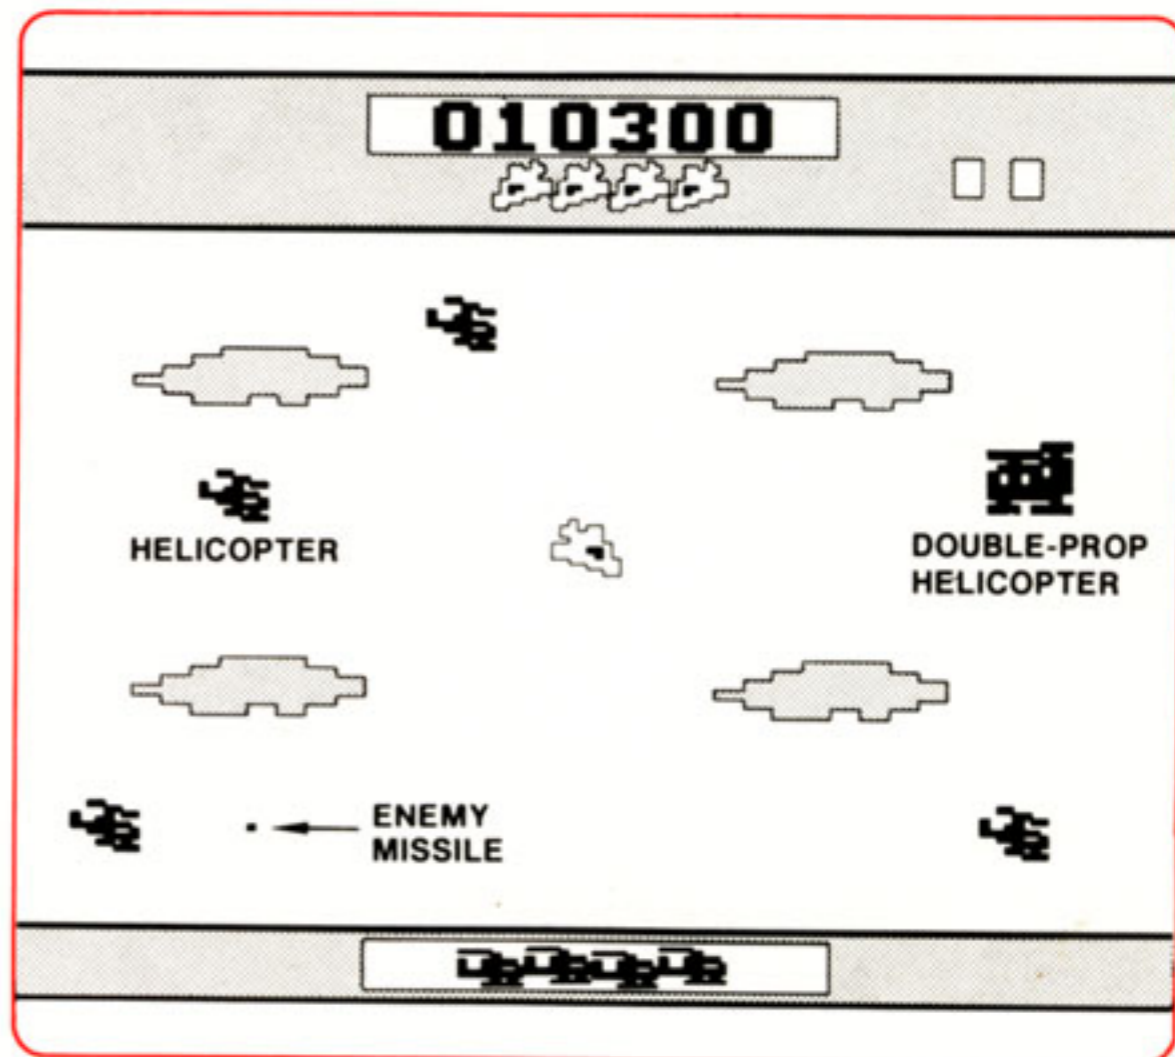 010300
HELICOPTER
DOUBLE-PROP
HELICOPTER
ENEMY
MISSILE